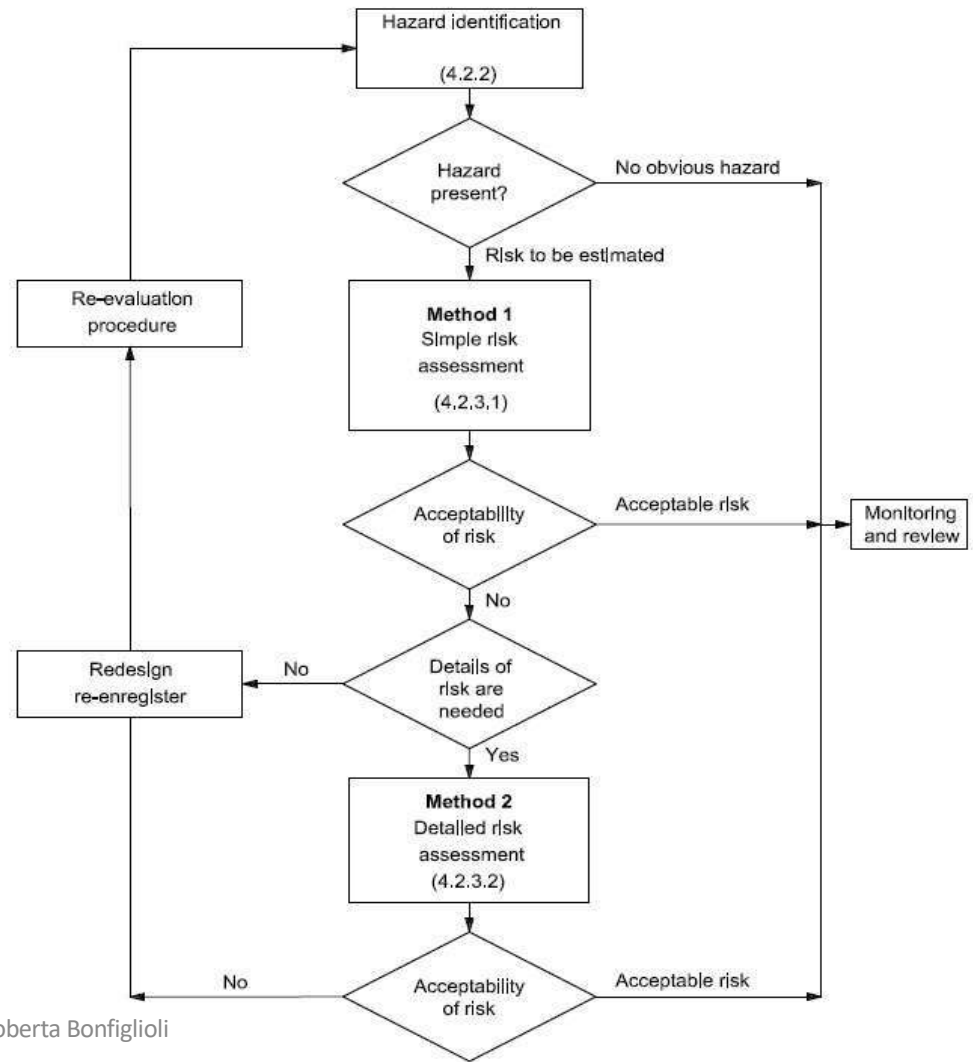 Hazard identification
(4.2.2)
Hazard
present?
No obvious hazard
Risk to be estimated
Re-evaluation
procedure
Method 1
Simple risk
assessment
(4.2.3.1)
Acceptability
of risk
Acceptable risk
Monitoring
and review
No
Redesign
re-enregister
No
Details of
risk are
needed
Yes
Method 2
Detailed risk
assessment
(4.2.3.2)
No
Acceptability
of risk
Acceptable risk
oberta Bonfiglioli